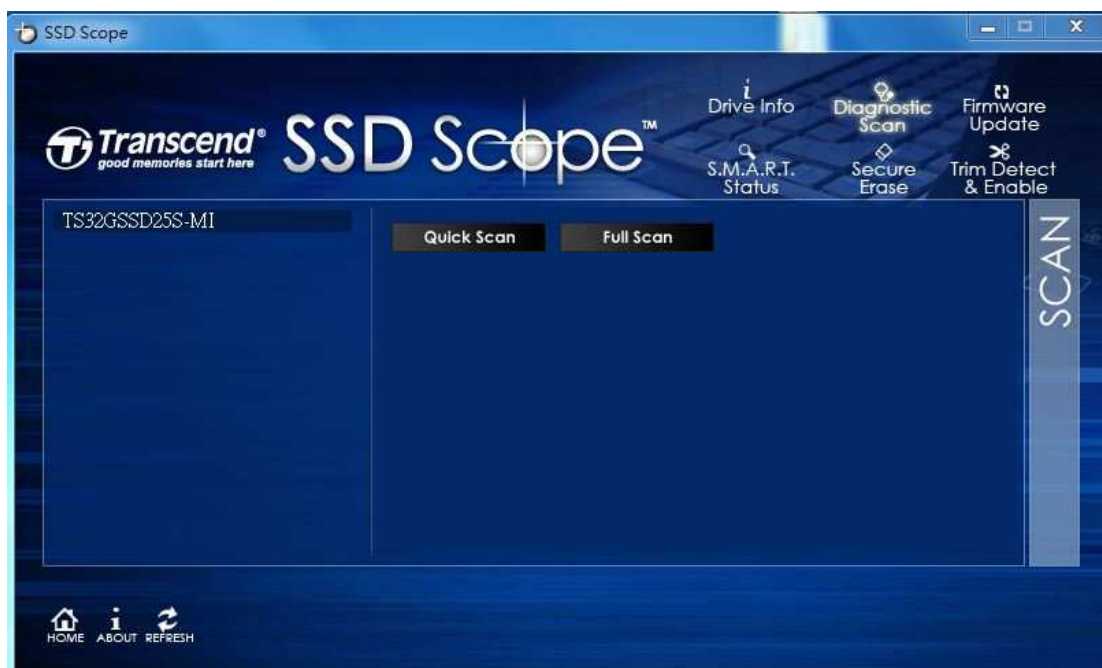 SSD Scope
Transcend®
good memories start here
SSD Scope™
Drive Info
Diagnostic
Scan
Firmware
Update
S.M.A.R.T.
Status
Secure
Erase
Trim Detect
& Enable
TS32GSSD25S-MI
Quick Scan
Full Scan
SCAN
HOME
ABOUT
REFRESH